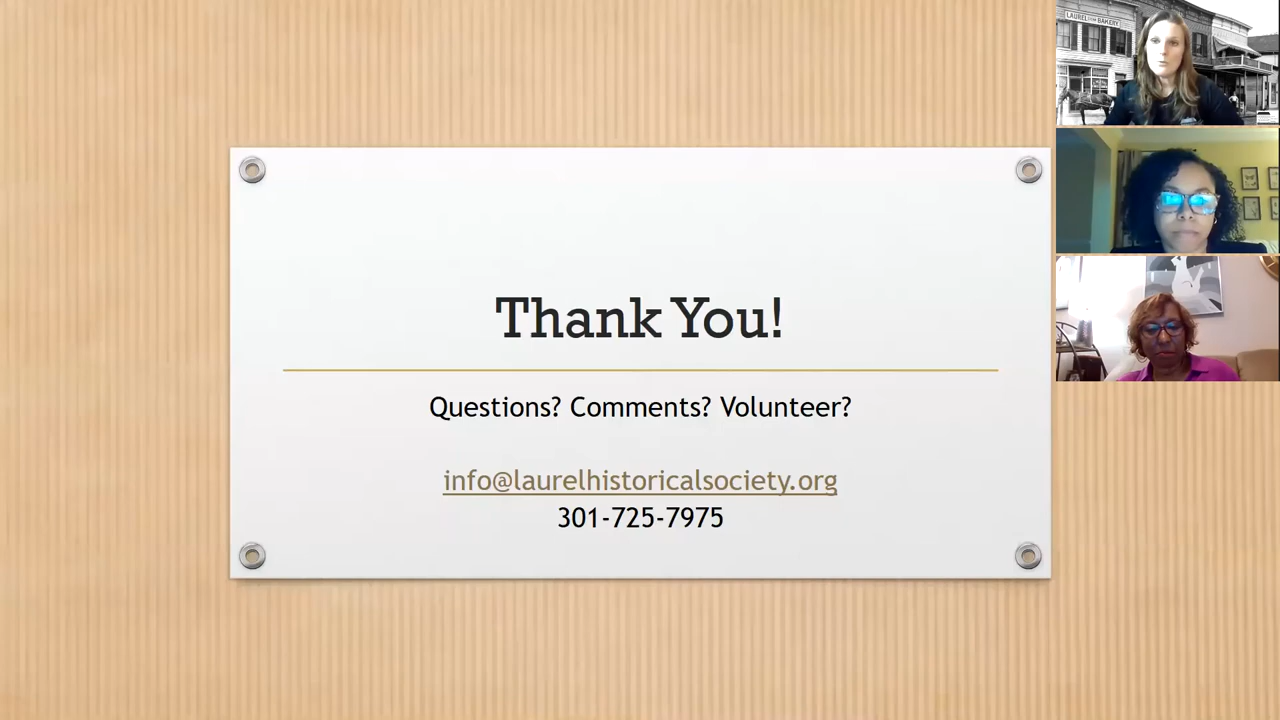 Thank You!
Questions? Comments? Volunteer?
info@laurelhistoricalsociety.org
301-725-7975
LAUREL BAKERY